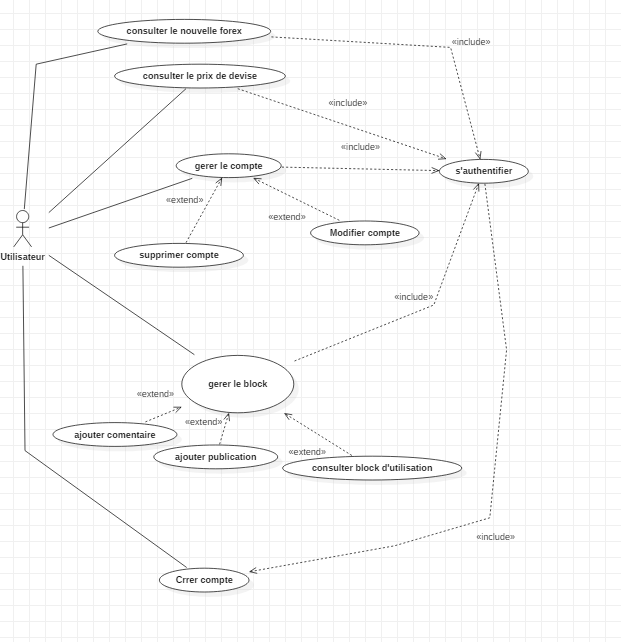 consulter le nouvelle forex
«include»
consulter le prix de devise
«include»
«include»
gerer le compte
s'authentifier
«extend»
«extend»
Modifier compte
Utilisateur
supprimer compte
«include»
gerer le block
«extend»
«extend»
ajouter comentaire
«extend»
ajouter publication
consulter block d'utilisation
«include»
Crrer compte